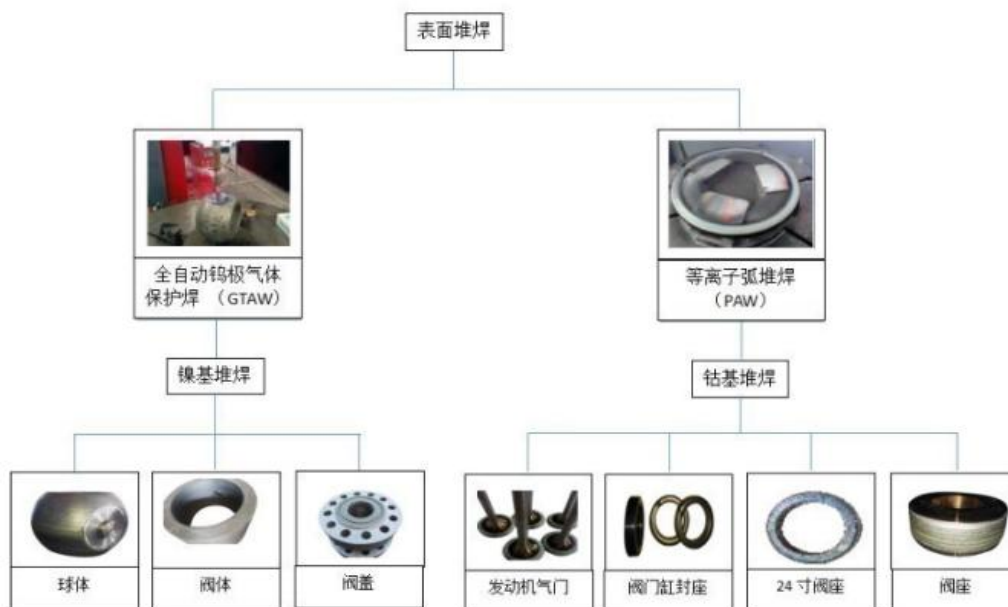 表面堆焊
全自动钨极气体
保护焊 （GTAW）
等离子弧堆焊
（PAW）
镍基堆焊
钴基堆焊
球体
阀体
阀盖
发动机气门
阀门缸封座
24 寸阀座
阀座